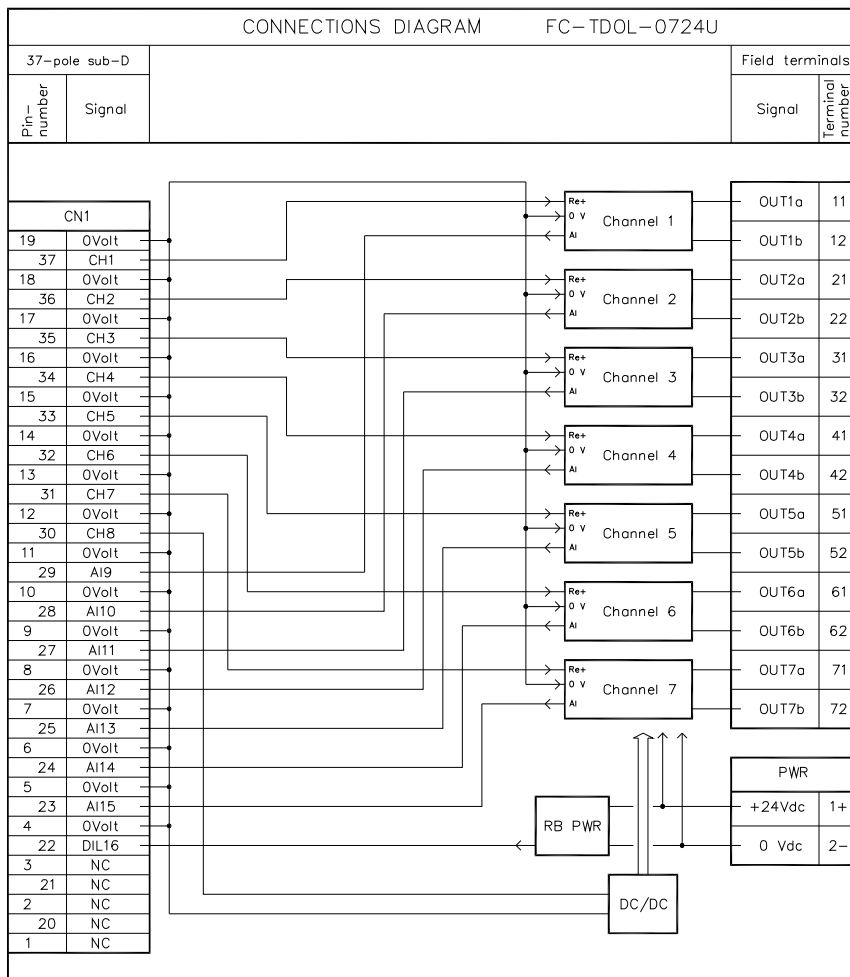 CONNECTIONS DIAGRAM FC-TDOL-0724U
37-pole sub-D
Field terminals
Pin-number
Signal
Signal
Terminal number
CN1
19 0Volt
37 CH1
18 0Volt
36 CH2
17 0Volt
35 CH3
16 0Volt
34 CH4
15 0Volt
33 CH5
14 0Volt
32 CH6
13 0Volt
31 CH7
12 0Volt
30 CH8
11 0Volt
29 AI9
10 0Volt
28 AI10
9 0Volt
27 AI11
8 0Volt
26 AI12
7 0Volt
25 AI13
6 0Volt
24 AI14
5 0Volt
23 AI15
4 0Volt
22 DIL16
3 NC
21 NC
2 NC
20 NC
1 NC
Re+
0 V
AI
Channel 1
Re+
0 V
AI
Channel 2
Re+
0 V
AI
Channel 3
Re+
0 V
AI
Channel 4
Re+
0 V
AI
Channel 5
Re+
0 V
AI
Channel 6
Re+
0 V
AI
Channel 7
RB PWR
DC/DC
OUT1a 11
OUT1b 12
OUT2a 21
OUT2b 22
OUT3a 31
OUT3b 32
OUT4a 41
OUT4b 42
OUT5a 51
OUT5b 52
OUT6a 61
OUT6b 62
OUT7a 71
OUT7b 72
PWR
+24Vdc 1+
0 Vdc 2-